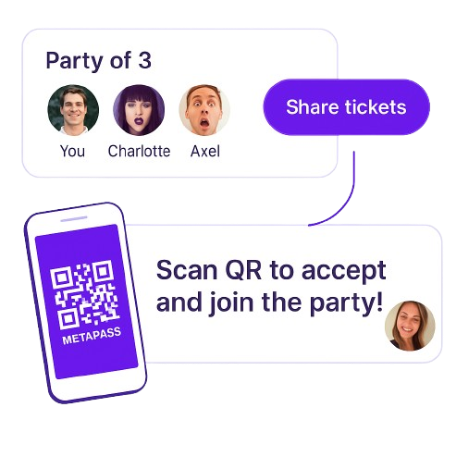 Party of 3
Share tickets
You
Charlotte
Axel
Scan QR to accept
and join the party!
METAPASS